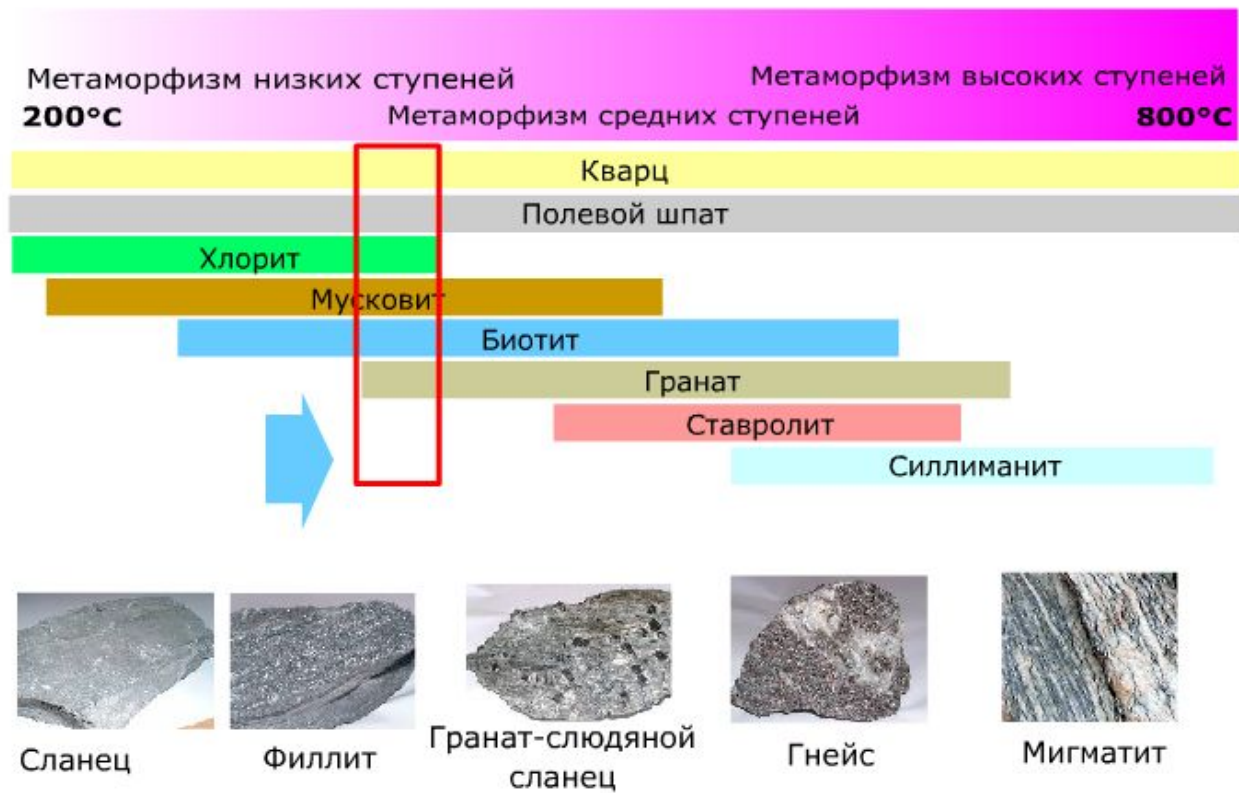 Метаморфизм низких ступеней
Метаморфизм высоких ступеней
200°C
Метаморфизм средних ступеней
800°C
Кварц
Полевой шпат
Хлорит
Мусковит
Биотит
Гранат
Ставролит
Силлиманит
Сланец
Филлит
Гранат-слюдяной
сланец
Гнейс
Мигматит